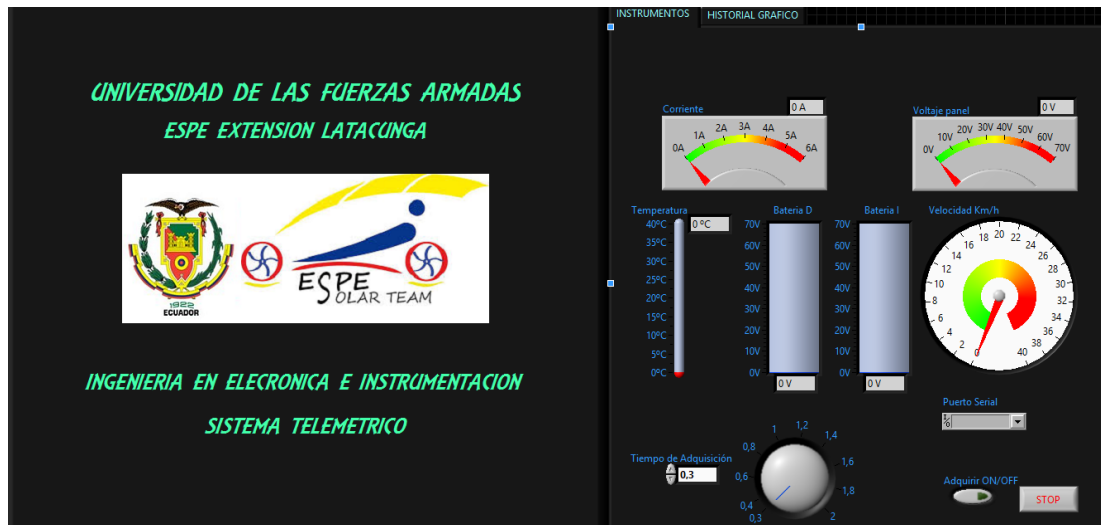 UNIVERSIDAD DE LAS FUERZAS ARMADAS
ESPE EXTENSION LATACUNGA
1922
ECUADOR
ESPE
SOLAR TEAM
INGENIERIA EN ELECRONICA E INSTRUMENTACION
SISTEMA TELEMETRICO
INSTRUMENTOS HISTORIAL GRAFICO
Corriente 0 A
0A 1A 2A 3A 4A 5A 6A
Voltaje panel 0 V
0V 10V 20V 30V 40V 50V 60V 70V
Temperatura
0 ºC
40ºC
35ºC
30ºC
25ºC
20ºC
15ºC
10ºC
5ºC
0ºC
Bateria D
70V
60V
50V
40V
30V
20V
10V
0V
0 V
Bateria I
70V
60V
50V
40V
30V
20V
10V
0V
0 V
Velocidad Km/h
0 2 4 6 8 10 12 14 16 18 20 22 24 26 28 30 32 34 36 38 40
Puerto Serial
Tiempo de Adquisición
0,3
0,3 0,4 0,6 0,8 1 1,2 1,4 1,6 1,8 2
Adquirir ON/OFF
STOP